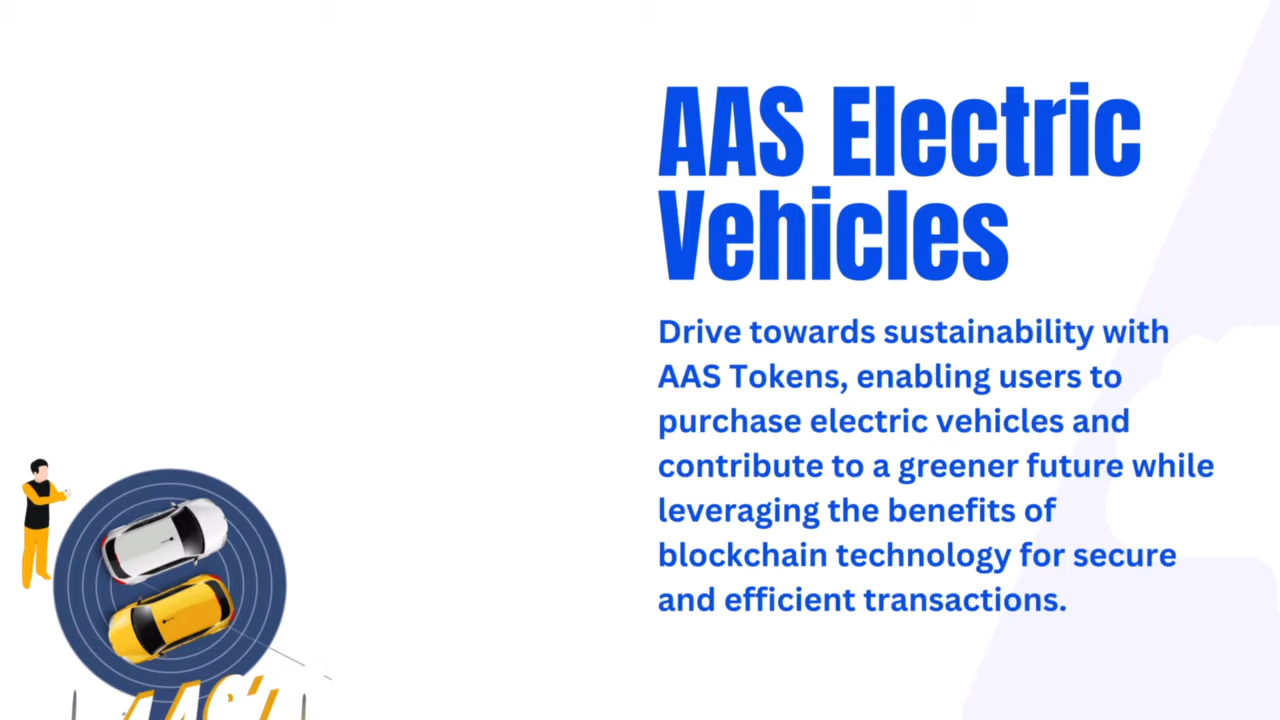 AAS Electric
Vehicles
Drive towards sustainability with
AAS Tokens, enabling users to
purchase electric vehicles and
contribute to a greener future while
leveraging the benefits of
blockchain technology for secure
and efficient transactions.